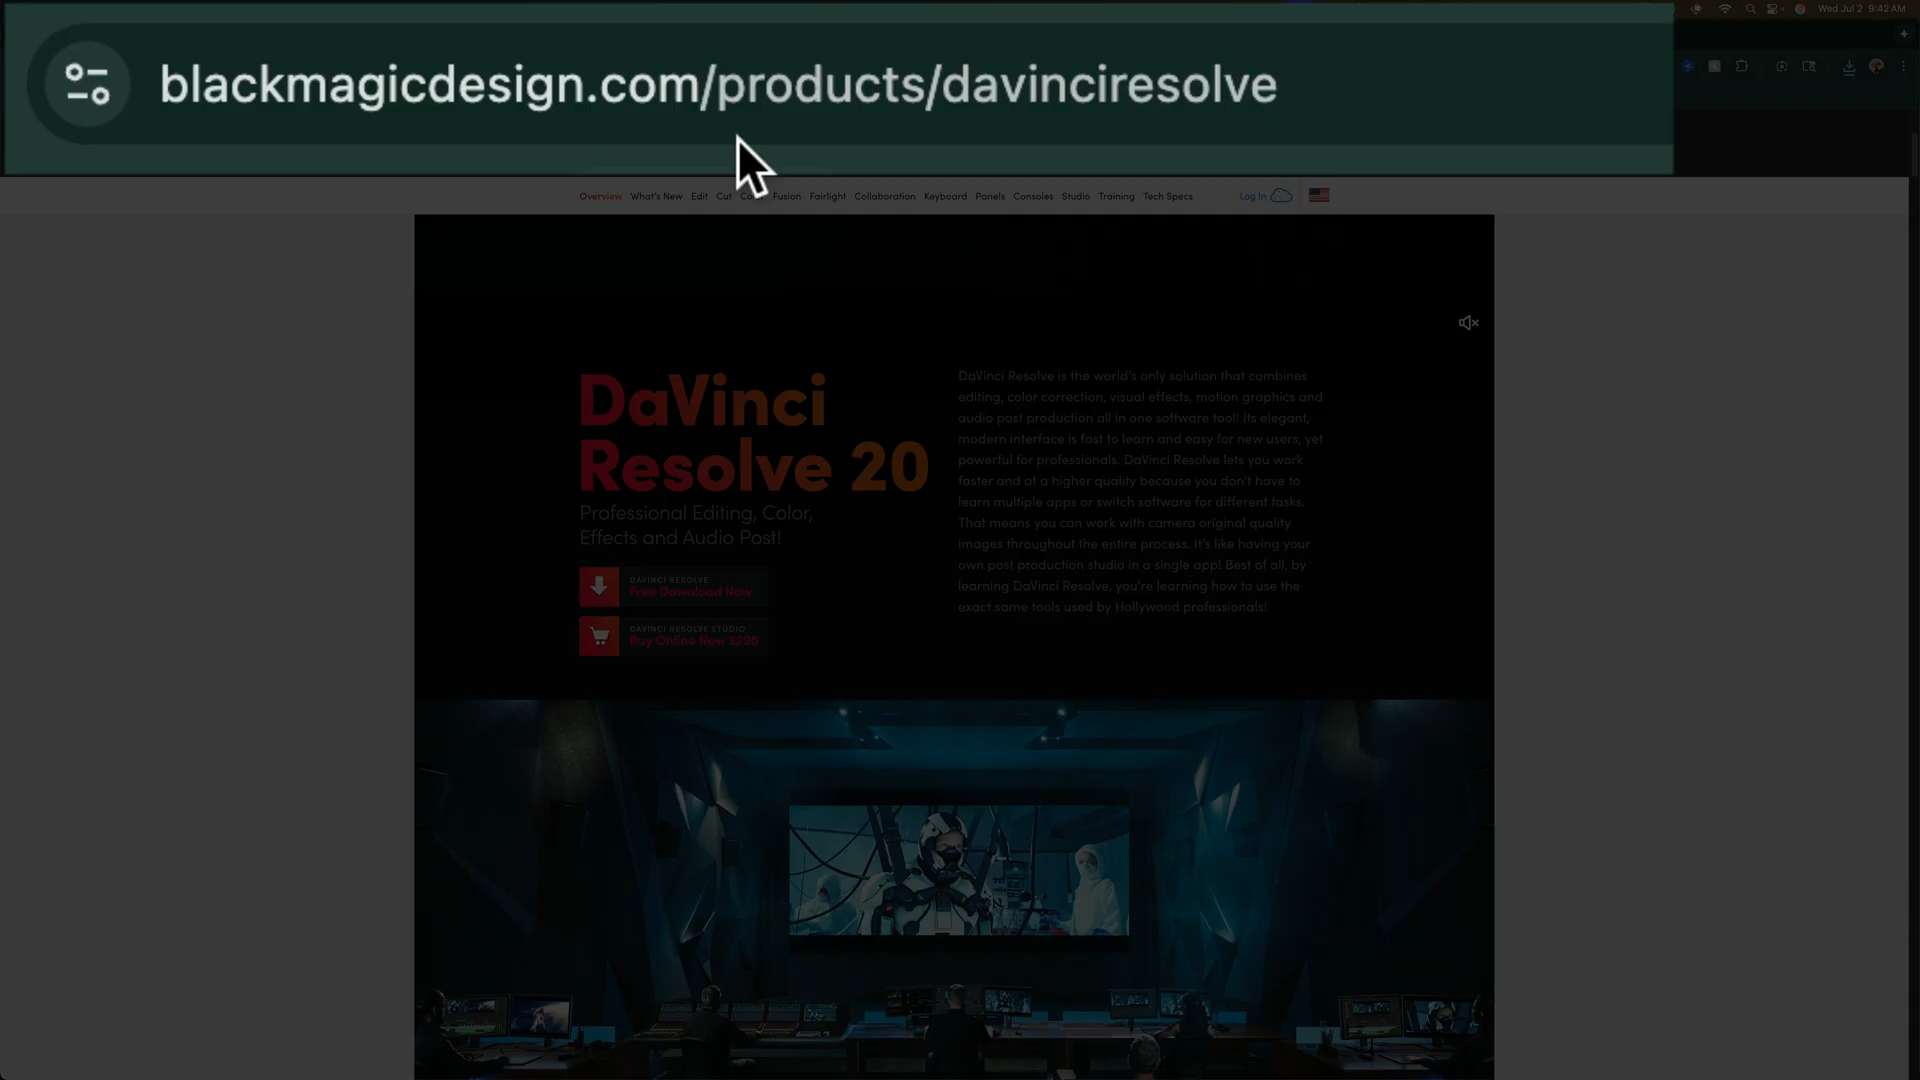 Wed Jul 2 9:42 AM
blackmagicdesign.com/products/davinciresolve
Overview What's New Edit Cut Fusion Fairlight Collaboration Keyboard Panels Consoles Studio Training Tech Specs Log In
DaVinci
Resolve 20
Professional Editing, Color,
Effects and Audio Post!
DAVINCI RESOLVE
Free Download Now
DAVINCI RESOLVE STUDIO
Buy Online Now $295
DaVinci Resolve is the world's only solution that combines
editing, color correction, visual effects, motion graphics and
audio post production all in one software tool! Its elegant,
modern interface is fast to learn and easy for new users, yet
powerful for professionals. DaVinci Resolve lets you work
faster and at a higher quality because you don't have to
learn multiple apps or switch software for different tasks.
That means you can work with camera original quality
images throughout the entire process. It's like having your
own post production studio in a single app! Best of all, by
learning DaVinci Resolve, you're learning how to use the
exact same tools used by Hollywood professionals!